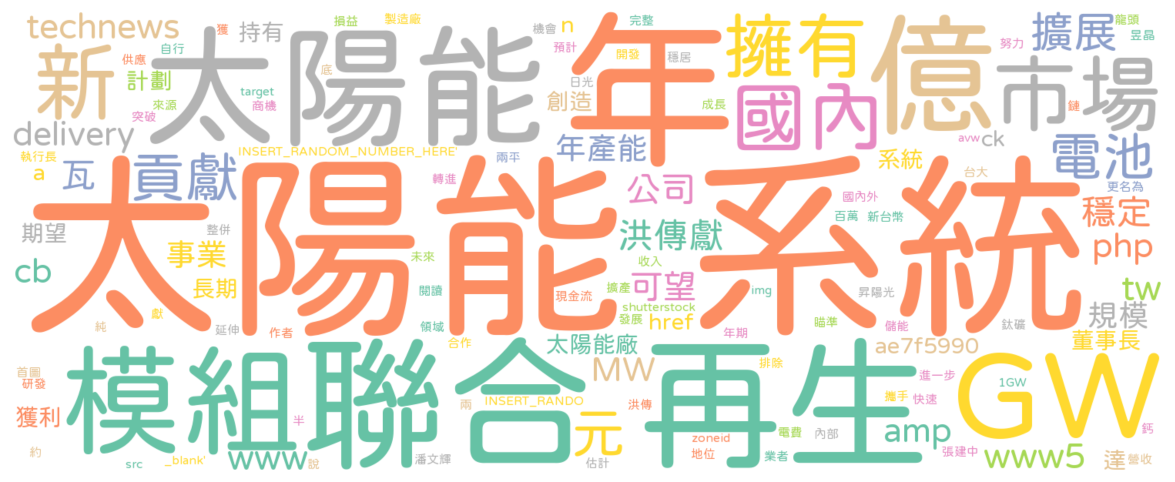 technews 損益 獲 製造廠 機會 n 完整 龍頭
新 太陽能 年 擁有 億 市場 擴展 昱晶
自行 持有 預計 開發 穩居 努力
供應 計劃 日光
來源 target 創造 國內 成長 鏈
突破 商機 avw ck
delivery INSERT_RANDOM_NUMBER_HERE' 兩平 年產能 系統 電池
執行長 a 瓦 貢獻 轉進 公司 國內外 台大 更名為
太陽能系統
期望 整併 洪傳獻 百萬 新台幣 穩定
cb 事業 未來 收入 php
長期 閱讀 擴產 可望 img 昇陽光 tw
現金流 shutterstock
純 獻 延伸 作者 領域 合作 發展 href 年期 瞄準 儲能 鈦礦 規模
太陽能廠 ae7f5990 董事長
模組 聯合 再生 GW
首圖 MW 排除 進一步
研發 1GW
獲利 兩 INSERT_RANDO 洪傳 攜手 快速
約 半 元 電費 amp 鈣
www 說 潘文輝 zoneid 內部 張建中 www5
src _blank' 估計 地位 業者 達 營收
底